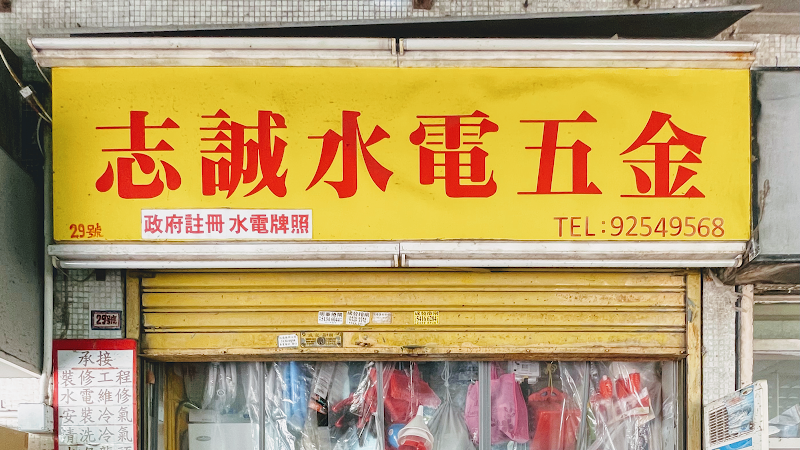 志誠水電五金
政府註冊 水電牌照
29號
TEL:92549568
29號
承接
裝修工程
水電維修
安裝冷氣
清洗冷氣